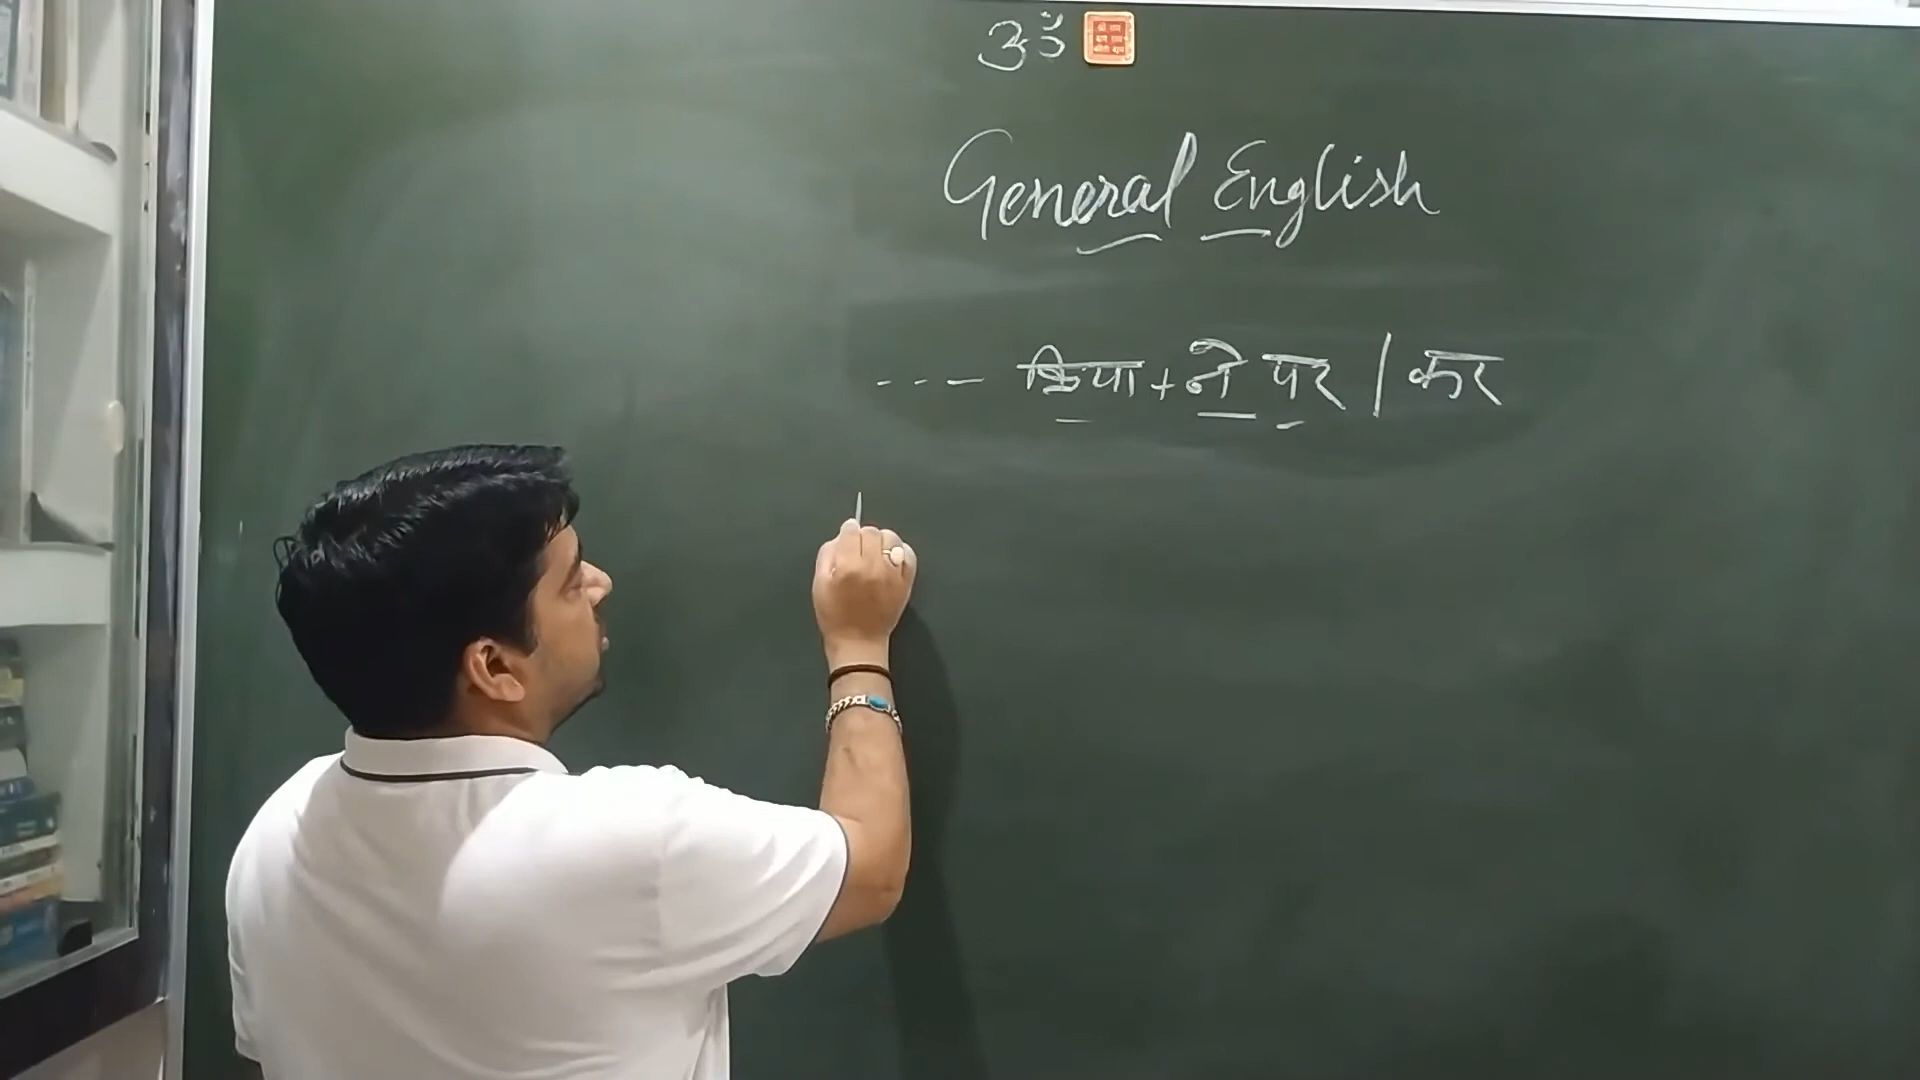 ॐ
General English
--- क्रिया + ने पर / कर